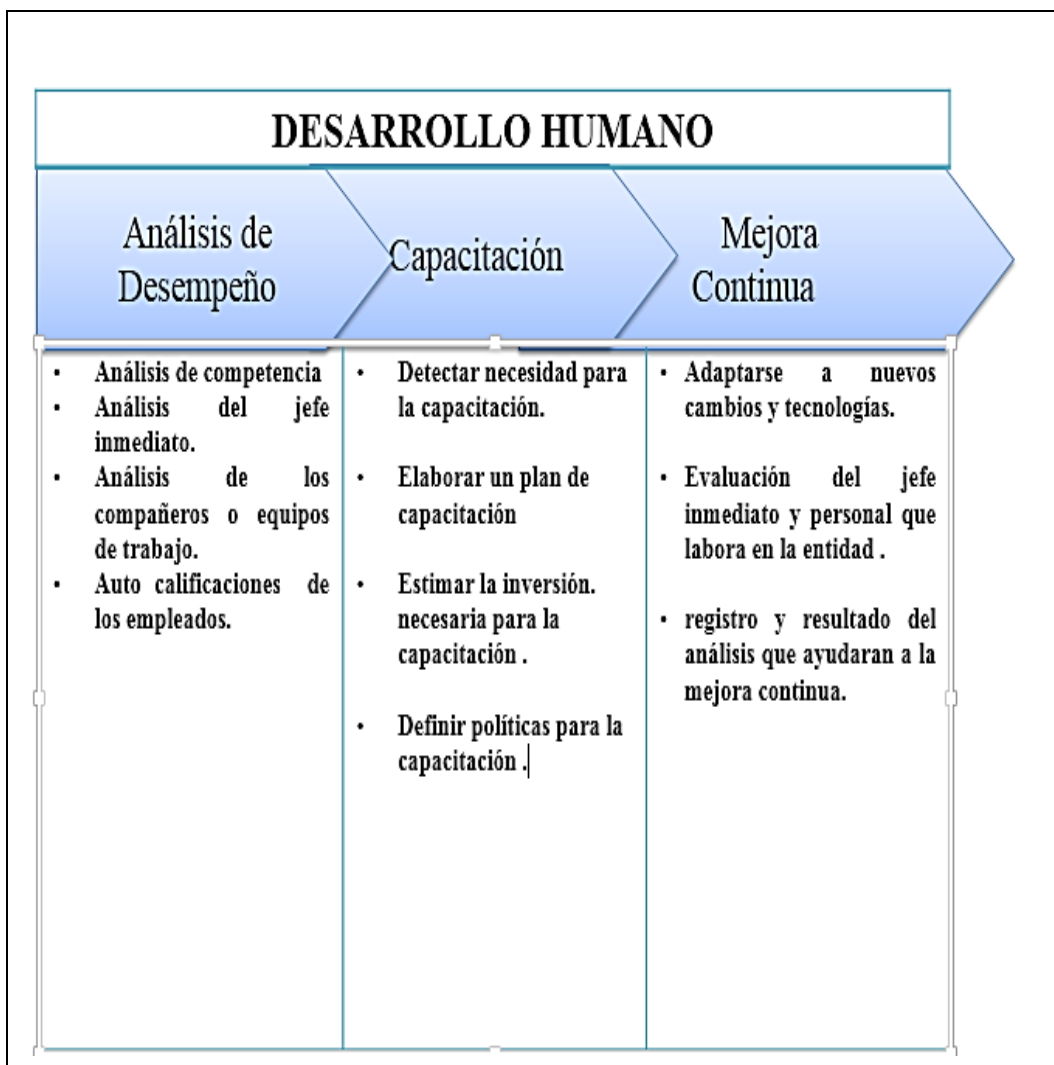 DESARROLLO HUMANO
Análisis de
Desempeño
Capacitación
Mejora
Continua
• Análisis de competencia
• Análisis del jefe
inmediato.
• Análisis de los
compañeros o equipos
de trabajo.
• Auto calificaciones de
los empleados.
• Detectar necesidad para
la capacitación.
• Elaborar un plan de
capacitación
• Estimar la inversión.
necesaria para la
capacitación .
• Definir políticas para la
capacitación .
• Adaptarse a nuevos
cambios y tecnologías.
• Evaluación del jefe
inmediato y personal que
labora en la entidad .
• registro y resultado del
análisis que ayudaran a la
mejora continua.